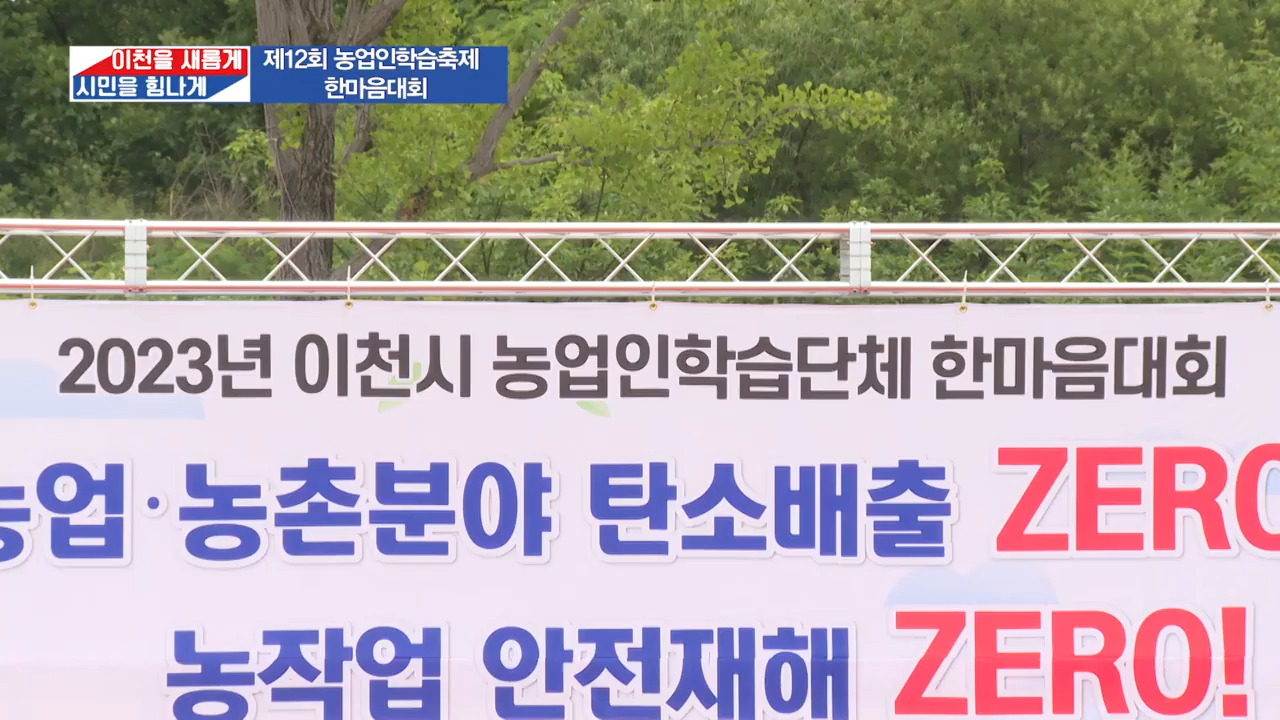 이천을 새롭게
시민을 힘나게
제12회 농업인학습축제
한마음대회
2023년 이천시 농업인학습단체 한마음대회
농업·농촌분야 탄소배출 ZERO
농작업 안전재해 ZERO!